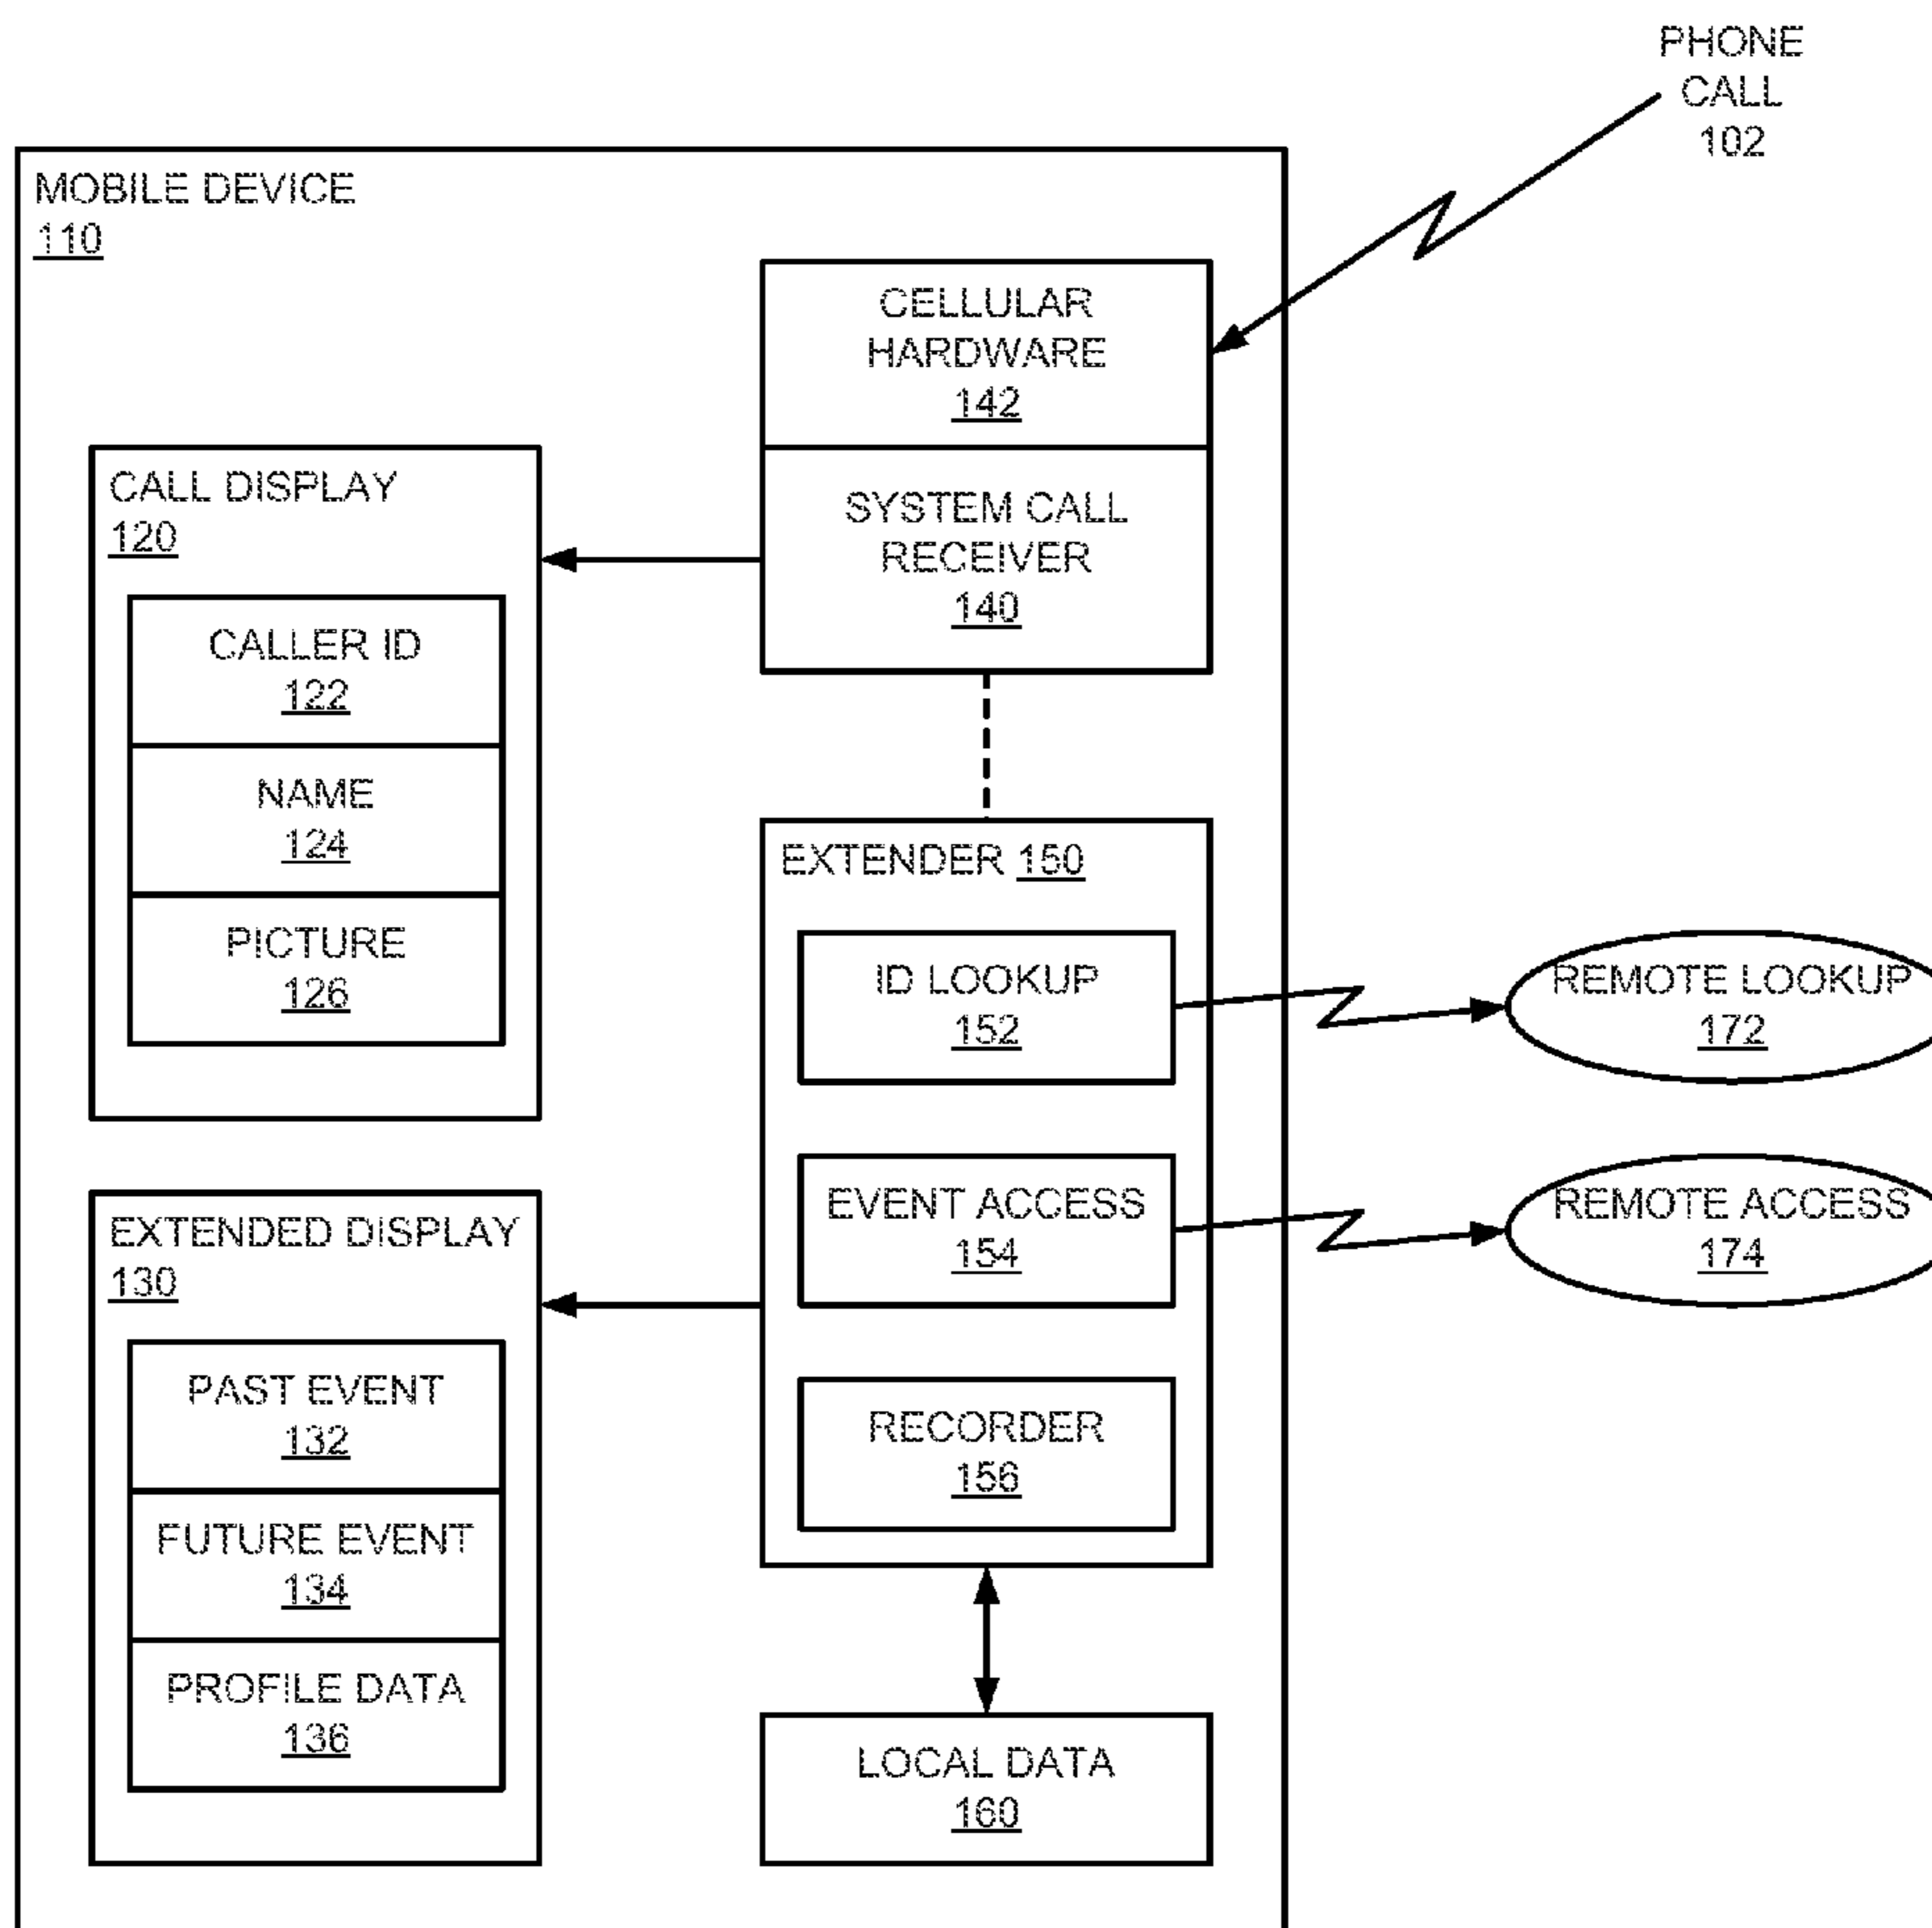 PHONE
CALL
102
MOBILE DEVICE
110
CELLULAR
HARDWARE
142
SYSTEM CALL
RECEIVER
140
CALL DISPLAY
120
CALLER ID
122
NAME
124
PICTURE
126
EXTENDER 150
ID LOOKUP
152
EVENT ACCESS
154
RECORDER
156
REMOTE LOOKUP
172
REMOTE ACCESS
174
EXTENDED DISPLAY
130
PAST EVENT
132
FUTURE EVENT
134
PROFILE DATA
136
LOCAL DATA
160